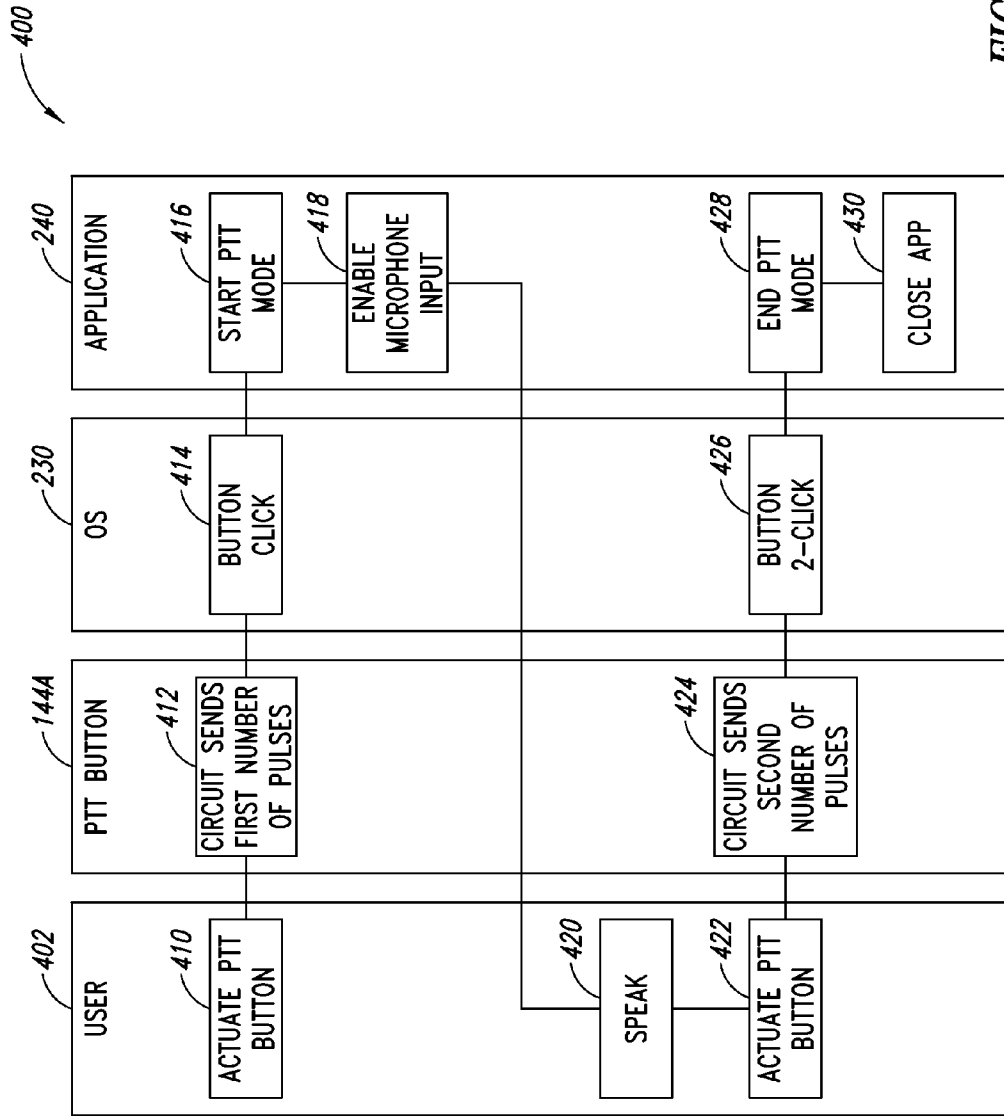 400
402
USER
144A
PTT BUTTON
230
OS
240
APPLICATION
410
ACTUATE PTT
BUTTON
412
CIRCUIT SENDS
FIRST NUMBER
OF PULSES
414
BUTTON
CLICK
416
START PTT
MODE
418
ENABLE
MICROPHONE
INPUT
420
SPEAK
422
ACTUATE PTT
BUTTON
424
CIRCUIT SENDS
SECOND
NUMBER OF
PULSES
426
BUTTON
2-CLICK
428
END PTT
MODE
430
CLOSE APP